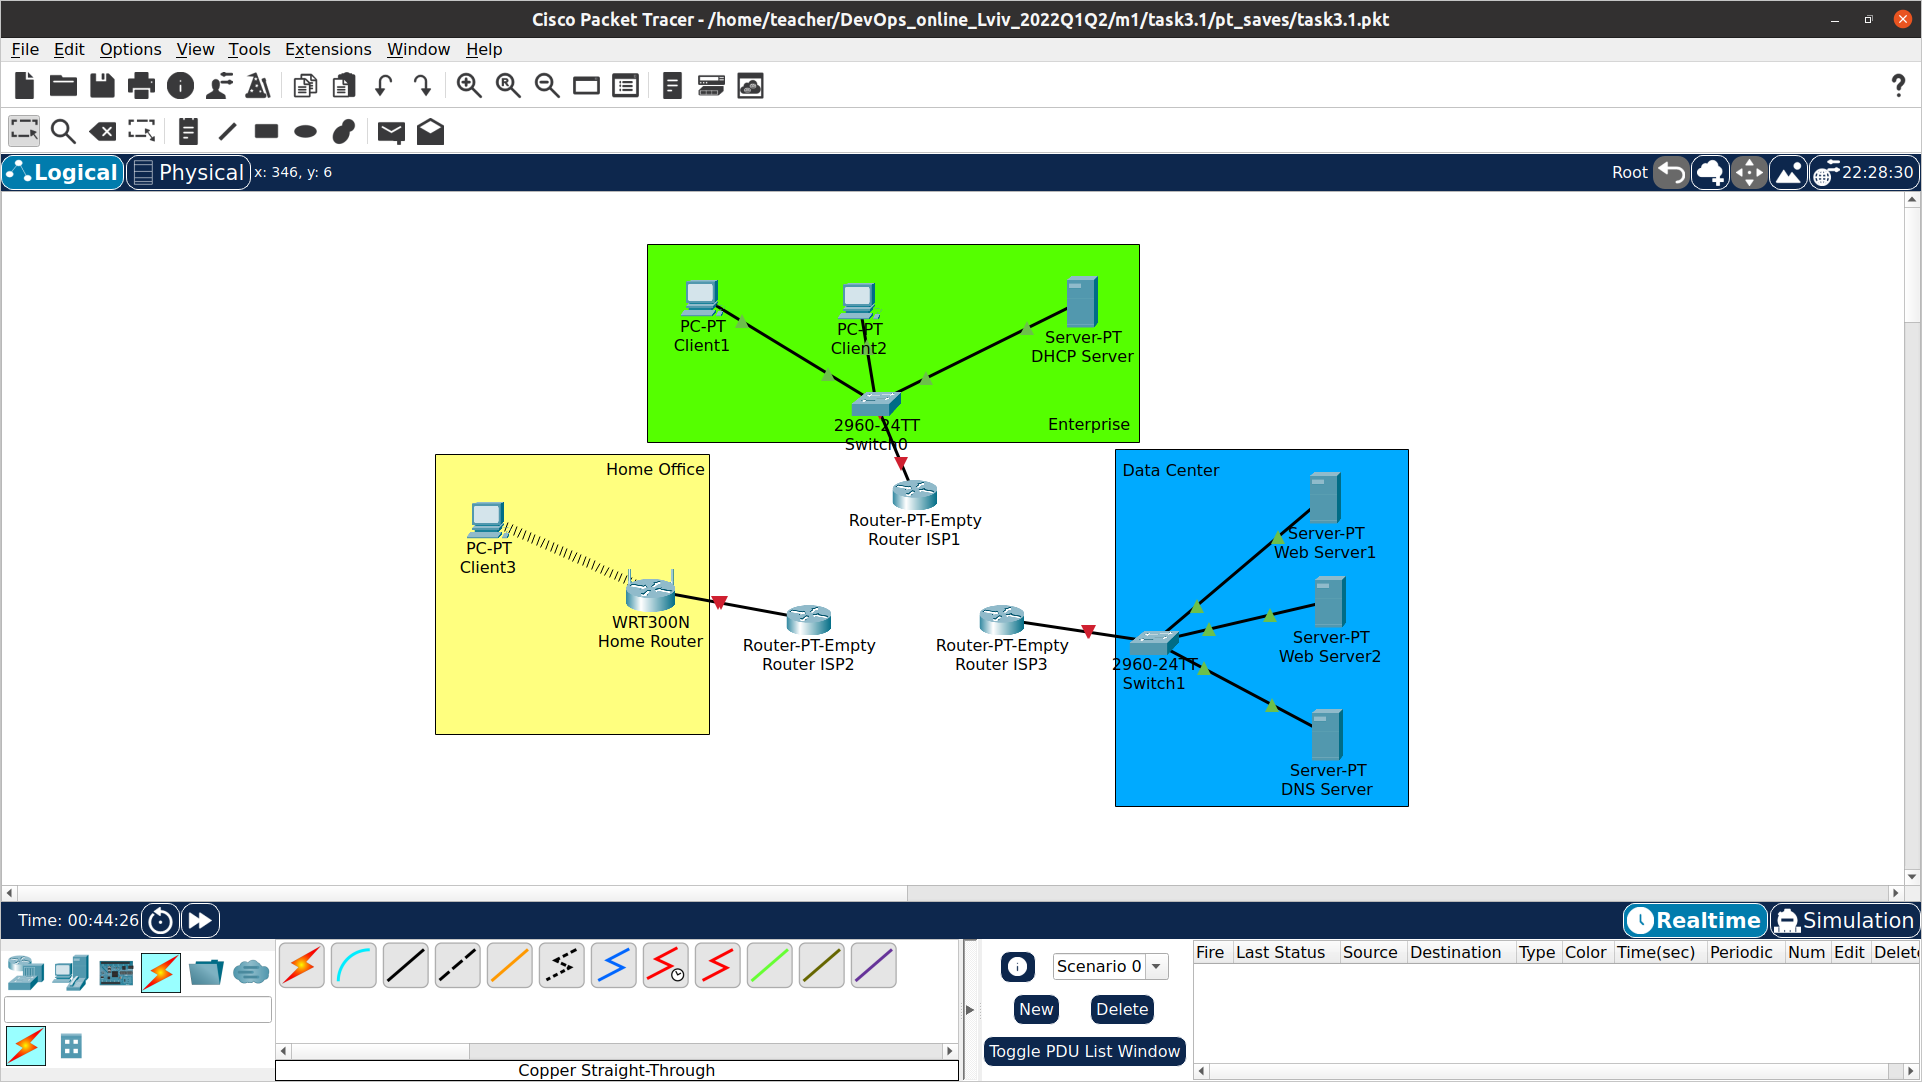 Cisco Packet Tracer - /home/teacher/DevOps_online_Lviv_2022Q1Q2/m1/task3.1/pt_saves/task3.1.pkt
File Edit Options View Tools Extensions Window Help
Logical Physical x: 346, y: 6 Root 22:28:30
PC-PT
Client1
PC-PT
Client2
Server-PT
DHCP Server
2960-24TT
Switch0
Enterprise
Home Office
PC-PT
Client3
WRT300N
Home Router
Router-PT-Empty
Router ISP1
Router-PT-Empty
Router ISP2
Router-PT-Empty
Router ISP3
Data Center
Server-PT
Web Server1
Server-PT
Web Server2
2960-24TT
Switch1
Server-PT
DNS Server
Time: 00:44:26 Realtime Simulation
Scenario 0
New Delete
Toggle PDU List Window
Fire Last Status Source Destination Type Color Time(sec) Periodic Num Edit Delete
Copper Straight-Through